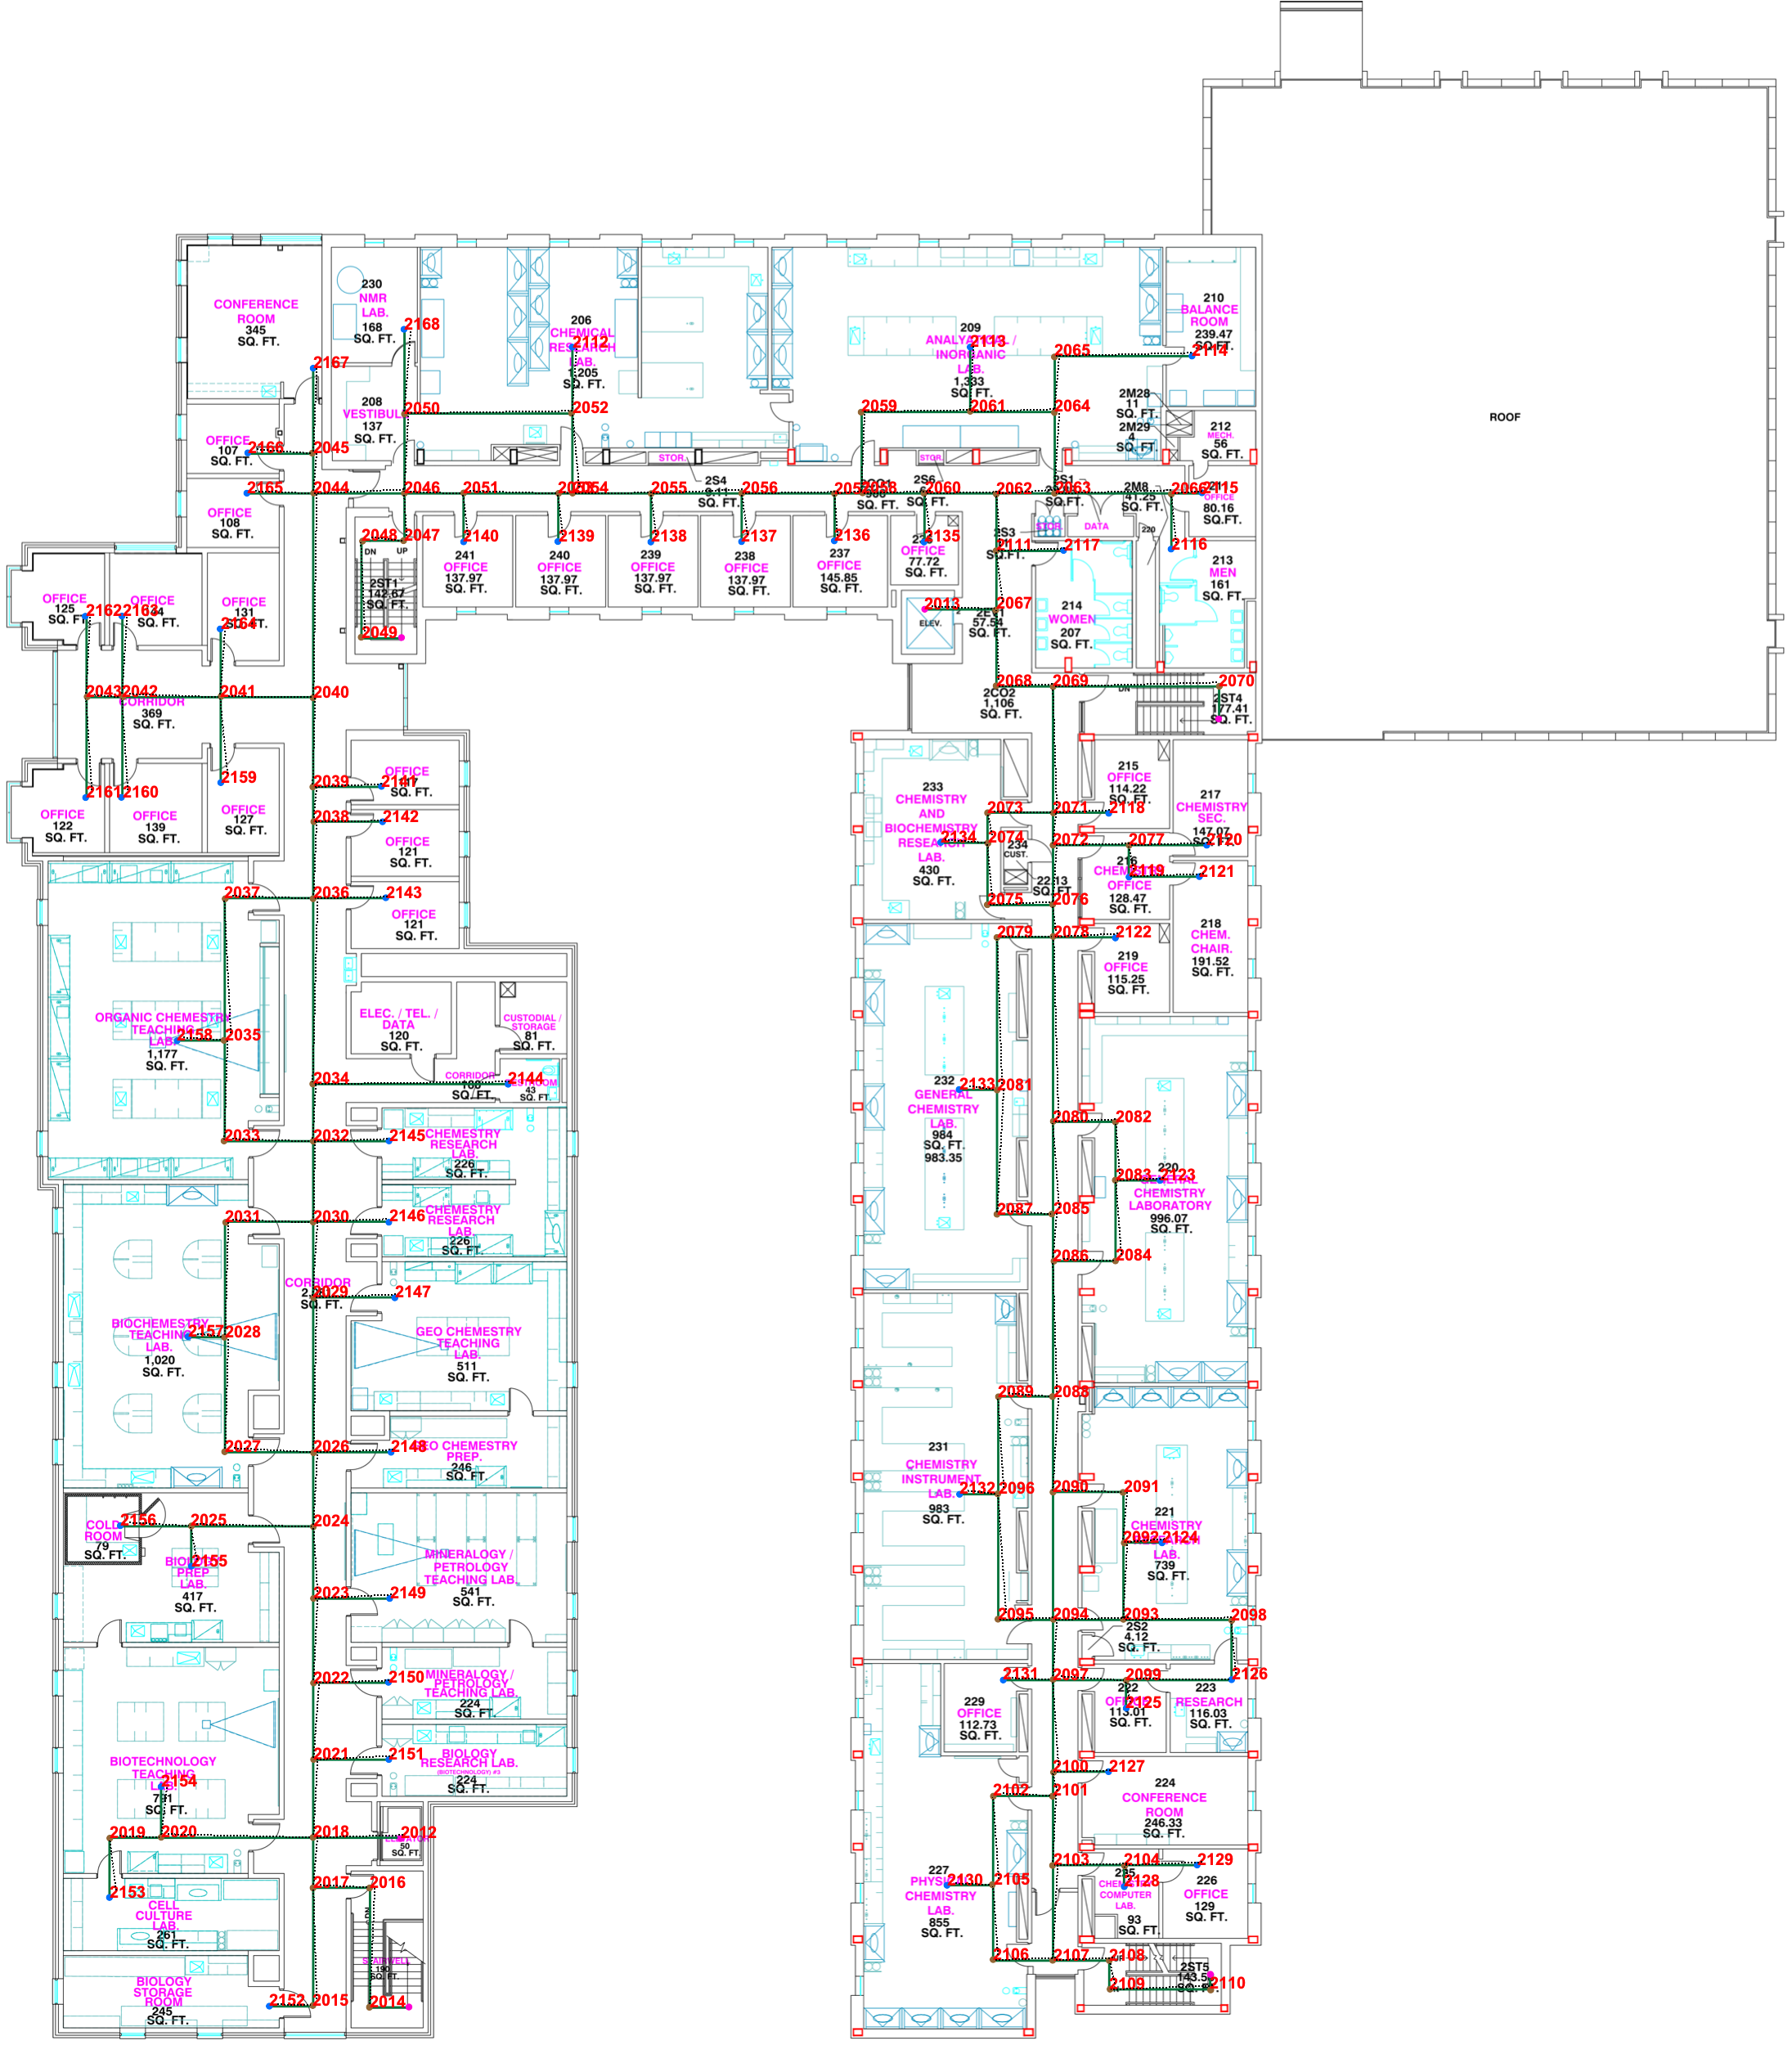 ROOF
CONFERENCE
ROOM
345
SQ. FT.
230
NMR
LAB.
168
SQ. FT.
2168
2167
206
CHEMICAL
2112
LAB.
1,205
SQ. FT.
209
2113
INORGANIC
LAB.
1,333
SQ. FT.
2065
210
BALANCE
ROOM
239.47
SQ. FT.
2114
208
VESTIBULE
137
SQ. FT.
2050
2052
2059
2061
2064
2M28
11
SQ. FT.
2M29
4
SQ. FT.
212
MECH.
56
SQ. FT.
OFFICE
2166
107
SQ. FT.
2045
STOR.
STOR.
2165
2044
2046
2051
2054
2055
2056
2058
2060
2062
2063
2066
2115
2S4
2S6
2S1
2M8
41.25
OFFICE
80.16
SQ.FT.
OFFICE
108
SQ. FT.
2048
2047
2140
2139
2138
2137
2136
2135
2111
2117
2116
2S3
STOR.
DATA
220
DN
UP
2ST1
142.67
SQ. FT.
2049
241
OFFICE
137.97
SQ. FT.
240
OFFICE
137.97
SQ. FT.
239
OFFICE
137.97
SQ. FT.
238
OFFICE
137.97
SQ. FT.
237
OFFICE
145.85
SQ. FT.
OFFICE
77.72
SQ. FT.
213
MEN
161
SQ. FT.
214
WOMEN
207
SQ. FT.
2013
ELEV.
2067
2EV1
57.54
SQ. FT.
OFFICE
125
SQ. FT.
2162
2163
OFFICE
SQ. FT.
OFFICE
131
SQ. FT.
2164
2043
2042
2041
2040
CORRIDOR
369
SQ. FT.
2068
2069
2070
DN
2CO2
1,106
SQ. FT.
2ST4
177.41
SQ. FT.
2161
2160
2159
OFFICE
122
SQ. FT.
OFFICE
139
SQ. FT.
OFFICE
127
SQ. FT.
2039
2141
OFFICE
SQ. FT.
2038
2142
OFFICE
121
SQ. FT.
2037
2036
2143
OFFICE
121
SQ. FT.
233
CHEMISTRY
AND
BIOCHEMISTRY
RESEARCH
LAB.
430
SQ. FT.
2134
2073
2071
2118
2074
2072
2077
2120
215
OFFICE
114.22
SQ. FT.
217
CHEMISTRY
SEC.
147.07
SQ. FT.
234
CUST.
22.13
SQ. FT
216
CHEMISTRY
OFFICE
128.47
SQ. FT.
2119
2121
2075
2076
2079
2078
2122
219
OFFICE
115.25
SQ. FT.
218
CHEM.
CHAIR.
191.52
SQ. FT.
ORGANIC CHEMESTRY
TEACHING
LAB.
1,177
SQ. FT.
2158
2035
ELEC. / TEL. /
DATA
120
SQ. FT.
CUSTODIAL /
STORAGE
81
SQ. FT.
2034
CORRIDOR
SQ. FT.
2144
43
SQ. FT.
2033
2032
2145
CHEMESTRY
RESEARCH
LAB.
226
SQ. FT.
232
2133
2081
GENERAL
CHEMISTRY
LAB.
984
SQ. FT.
983.35
2080
2082
2083
220
2123
GENERAL
CHEMISTRY
LABORATORY
996.07
SQ. FT.
2087
2085
2086
2084
2031
2030
2146
CHEMESTRY
RESEARCH
LAB.
226
SQ. FT.
CORRIDOR
2029
SQ. FT.
2147
BIOCHEMESTRY
TEACHING
LAB.
1,020
SQ. FT.
2157
2028
GEO CHEMESTRY
TEACHING
LAB.
511
SQ. FT.
2027
2026
2148
GEO CHEMESTRY
PREP.
246
SQ. FT.
2089
2088
231
CHEMISTRY
INSTRUMENT
LAB.
983
SQ. FT.
2132
2096
2090
2091
221
CHEMISTRY
2092
2124
LAB.
739
SQ. FT.
2156
2025
2024
COLD
ROOM
79
SQ. FT.
2155
BIOLOGY
PREP
LAB.
417
SQ. FT.
MINERALOGY /
PETROLOGY
TEACHING LAB.
541
SQ. FT.
2023
2149
2095
2094
2093
2098
2S2
4.12
SQ. FT.
2022
2150
MINERALOGY /
PETROLOGY
TEACHING LAB.
224
SQ. FT.
2131
2097
2099
2126
2125
222
OFFICE
113.01
SQ. FT.
223
RESEARCH
116.03
SQ. FT.
229
OFFICE
112.73
SQ. FT.
BIOTECHNOLOGY
TEACHING
LAB.
SQ. FT.
2154
2021
2151
BIOLOGY
RESEARCH LAB.
(BIOTECHNOLOGY) #3
224
SQ. FT.
2100
2127
2102
2101
224
CONFERENCE
ROOM
246.33
SQ. FT.
2019
2020
2018
2012
50
SQ. FT.
2153
2017
2016
CELL
CULTURE
LAB.
261
SQ. FT.
DN
2103
2104
2129
2128
CHEMISTRY
COMPUTER
LAB.
93
SQ. FT.
226
OFFICE
129
SQ. FT.
227
PHYSICAL
CHEMISTRY
LAB.
855
SQ. FT.
2130
2105
STAIRWELL
190
SQ. FT.
2106
2107
2108
2109
2110
2ST5
BIOLOGY
STORAGE
ROOM
245
SQ. FT.
2152
2015
2014